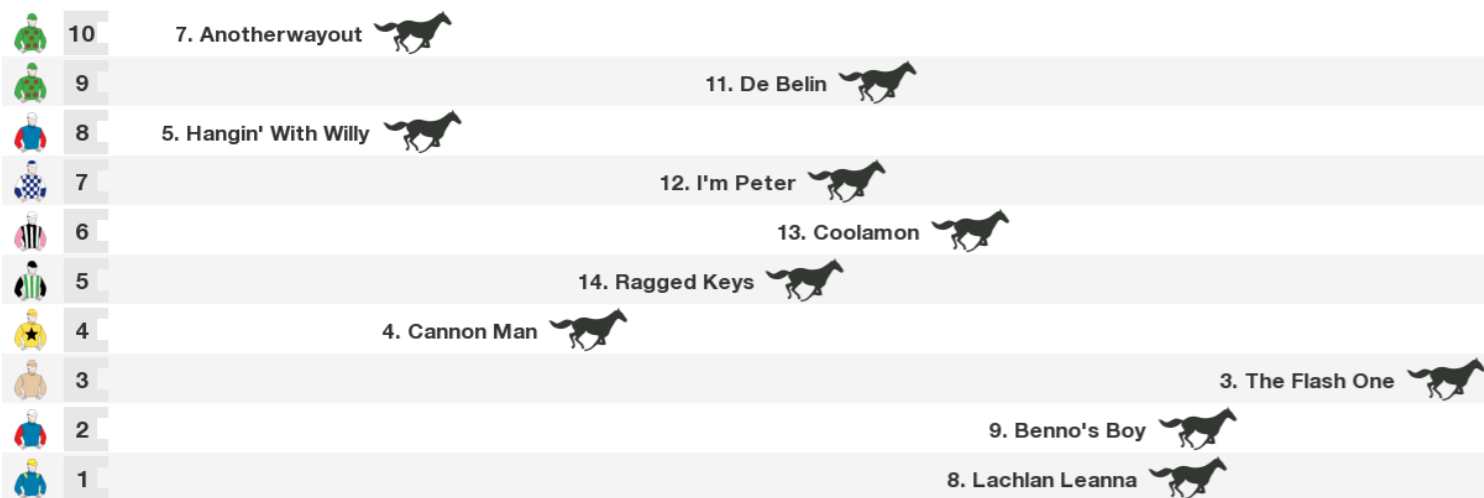 10 7. Anotherwayout
9 11. De Belin
8 5. Hangin' With Willy
7 12. I'm Peter
6 13. Coolamon
5 14. Ragged Keys
4 4. Cannon Man
3 3. The Flash One
2 9. Benno's Boy
1 8. Lachlan Leanna